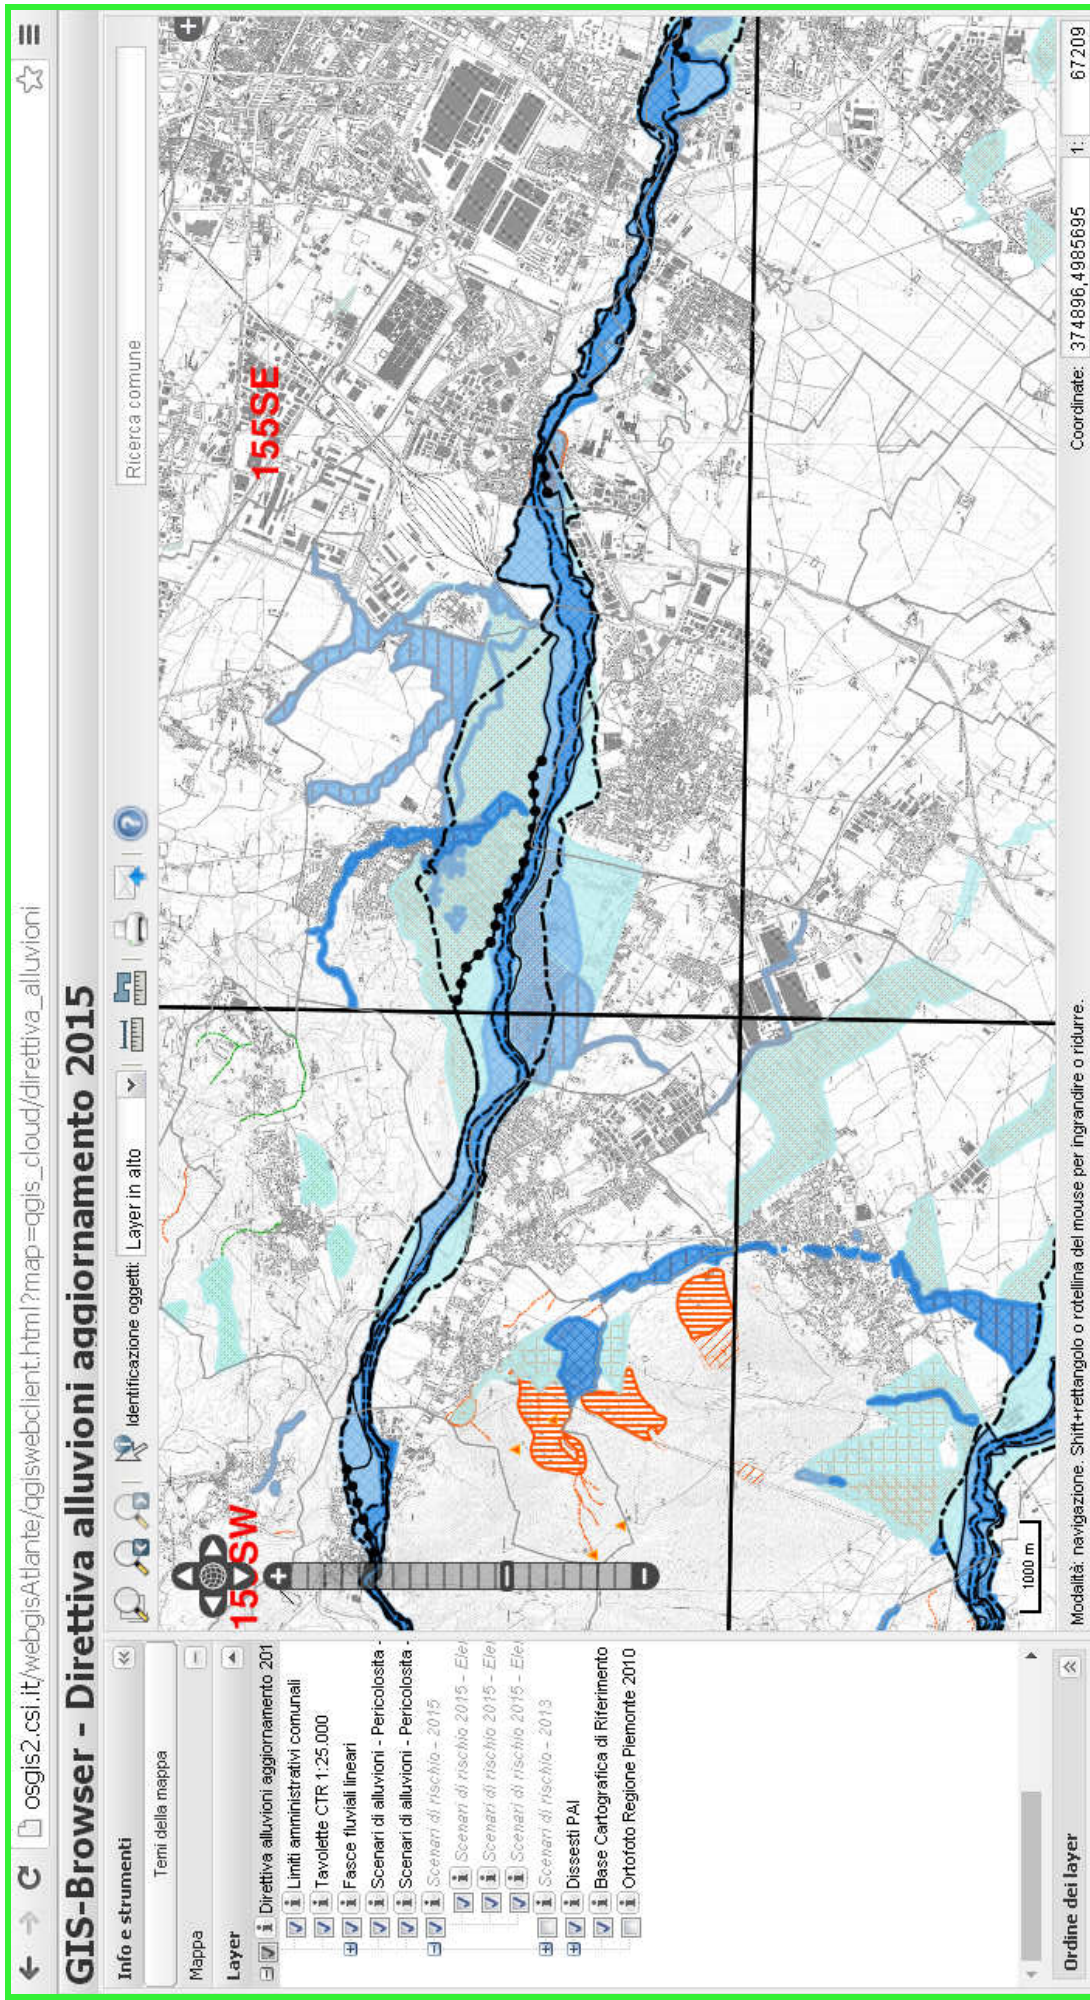 osgis2.csi.it/webgisAtlante/qgiswebclient.html?map=qgis_cloud/direttiva_alluvioni
GIS-Browser - Direttiva alluvioni aggiornamento 2015
Info e strumenti
Identificazione oggetti: Layer in alto
Ricerca comune
Temi della mappa
Mappa
Layer
Direttiva alluvioni aggiornamento 201
Limiti amministrativi comunali
Tavolette CTR 1:25.000
Fasce fluviali lineari
Scenari di alluvioni - Pericolosita -
Scenari di alluvioni - Pericolosita -
Scenari di rischio - 2015
Scenari di rischio 2015 - Ele
Scenari di rischio 2015 - Ele
Scenari di rischio 2015 - Ele
Scenari di rischio - 2013
Dissesti PAI
Base Cartografica di Riferimento
Ortofoto Regione Piemonte 2010
Ordine dei layer
SW
155SE
1000 m
Modalità: navigazione. Shift+rettangolo o rotellina del mouse per ingrandire o ridurre.
Coordinate: 374896,4985695
1: 67209